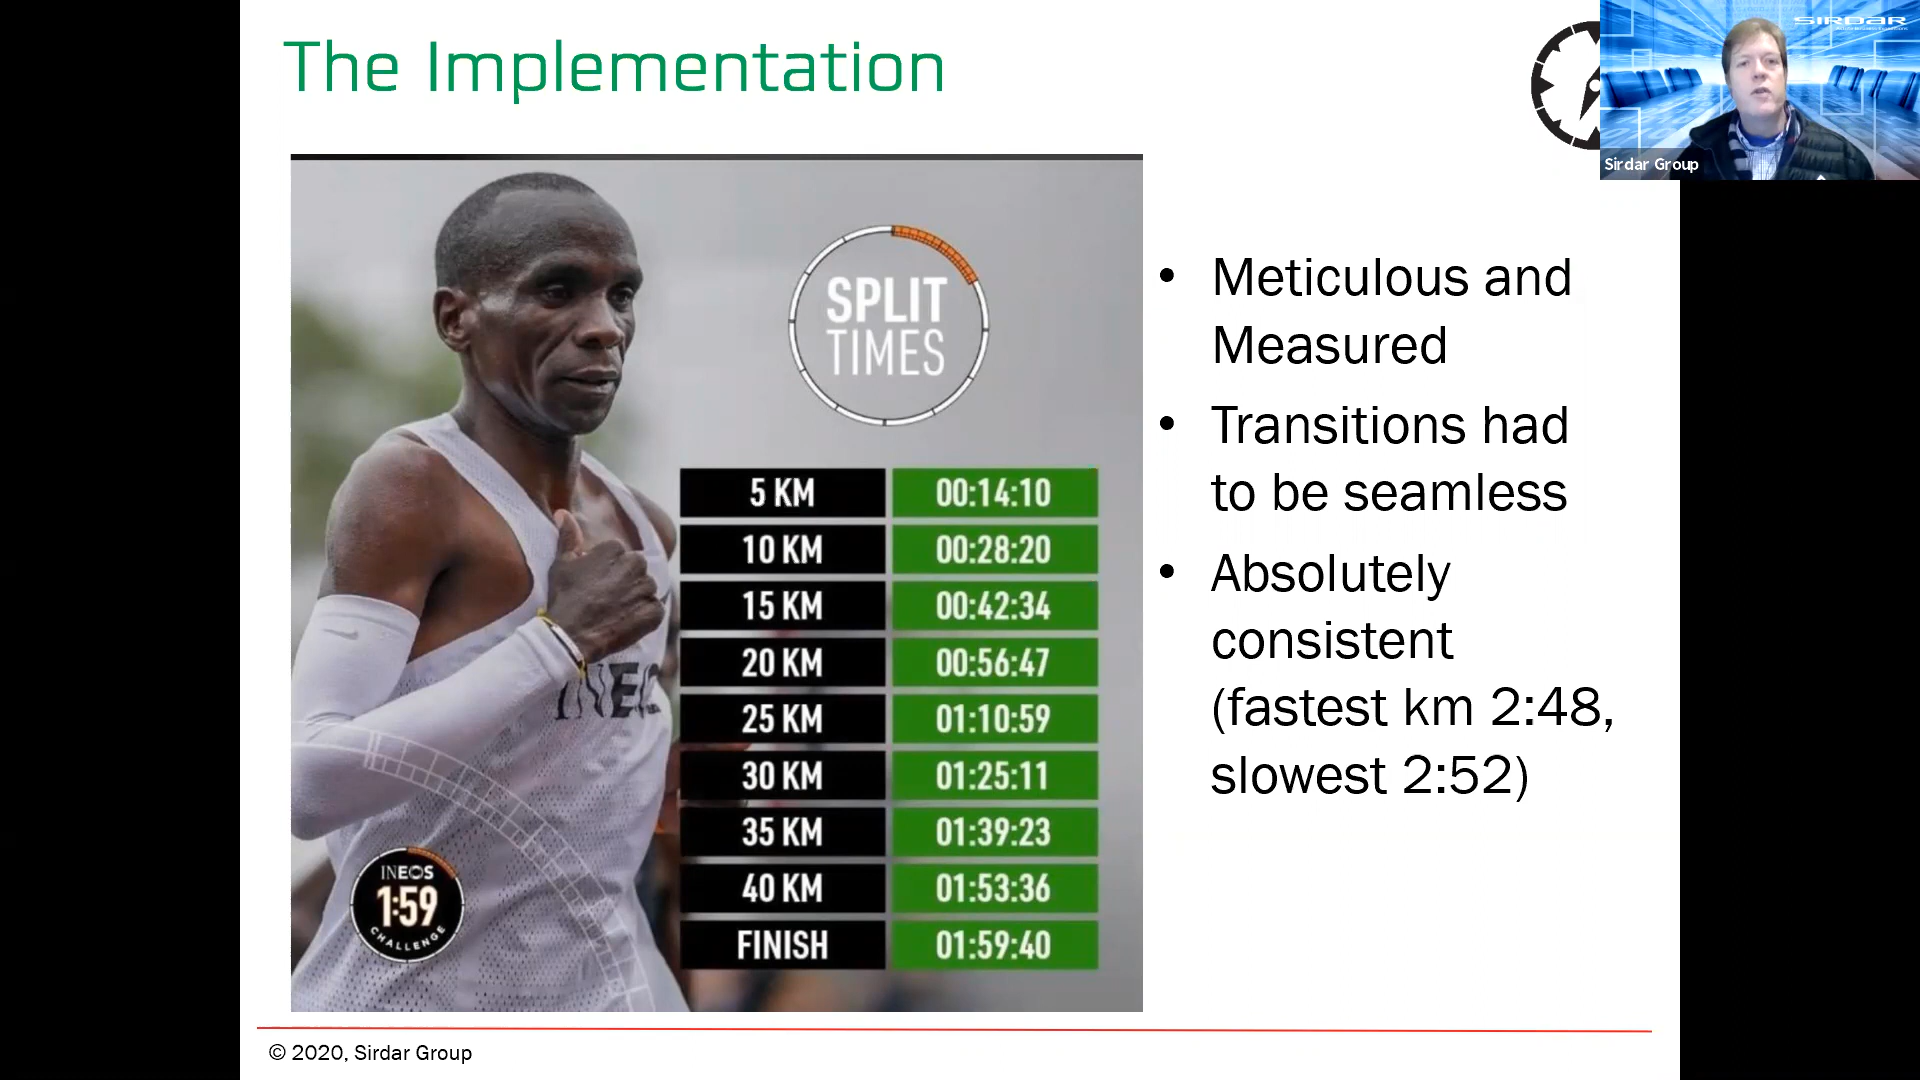 The Implementation
SIRDAR
Sirdar Group
SPLIT
TIMES
5 KM 00:14:10
10 KM 00:28:20
15 KM 00:42:34
20 KM 00:56:47
25 KM 01:10:59
30 KM 01:25:11
35 KM 01:39:23
40 KM 01:53:36
FINISH 01:59:40
INEOS
1:59
CHALLENGE
• Meticulous and
Measured
• Transitions had
to be seamless
• Absolutely
consistent
(fastest km 2:48,
slowest 2:52)
© 2020, Sirdar Group